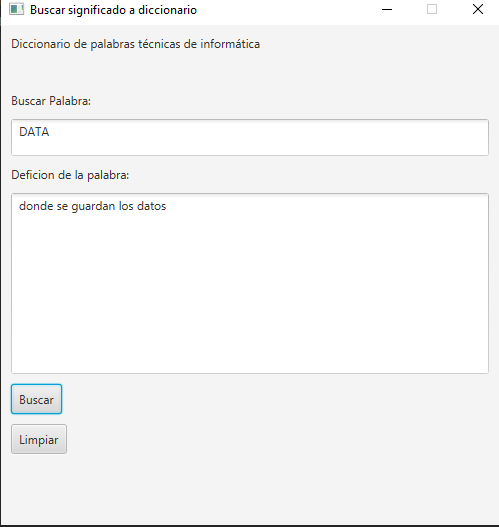 Buscar significado a diccionario
Diccionario de palabras técnicas de informática
Buscar Palabra:
DATA
Deficion de la palabra:
donde se guardan los datos
Buscar
Limpiar